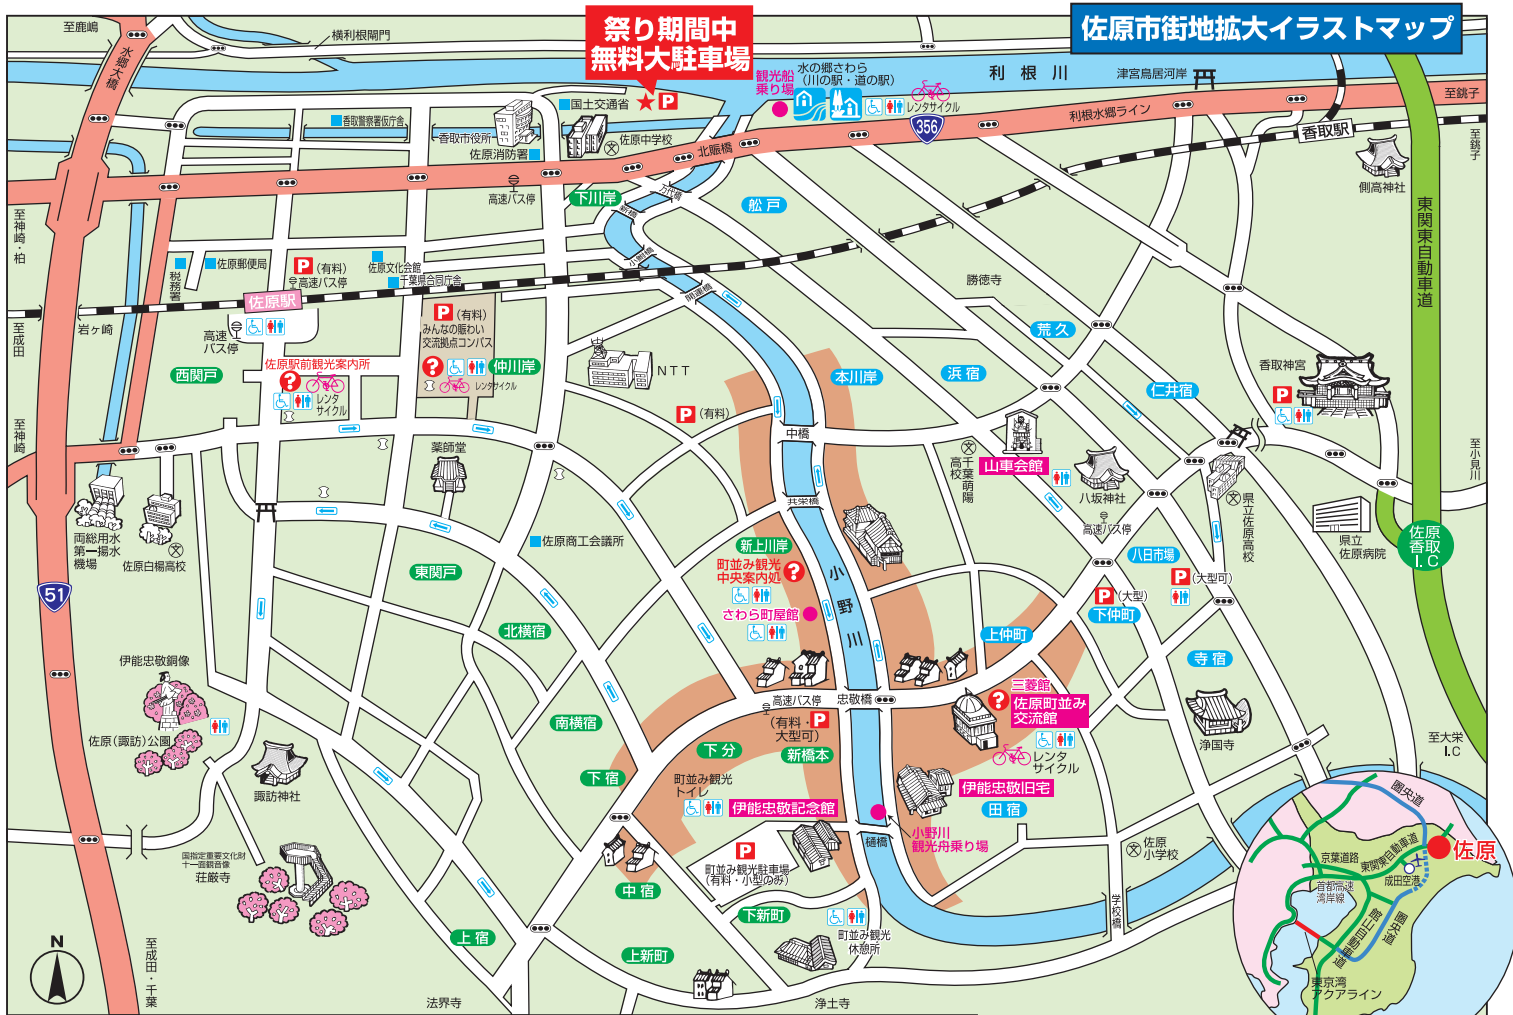 佐原市街地拡大イラストマップ
祭り期間中
無料大駐車場
至鹿嶋
水郷大橋
横利根閘門
国土交通省
P
観光船
乗り場
水の郷さわら
(川の駅・道の駅)
レンタサイクル
利根川
津宮鳥居河岸
至銚子
利根水郷ライン
356
香取駅
至銚子
側高神社
香取警察署仮庁舎
香取市役所
佐原消防署
佐原中学校
北賑橋
高速バス停
下川岸
万代橋
新橋
船戸
小野橋
開運橋
東関東自動車道
至神崎・柏
税務署
佐原郵便局
P
(有料)
高速バス停
佐原文化会館
千葉県合同庁舎
佐原駅
至成田
岩ヶ崎
高速
バス停
P
(有料)
みんなの賑わい
交流拠点コンパス
?
レンタサイクル
仲川岸
NTT
勝徳寺
荒久
佐原駅前観光案内所
?
レンタ
サイクル
西関戸
本川岸
浜宿
仁井宿
香取神宮
P
至神崎
P
(有料)
中橋
薬師堂
千葉萌陽
高校
山車会館
八坂神社
高速バス停
県立佐原高校
至小見川
両総用水
第一揚水
機場
佐原白楊高校
共栄橋
佐原商工会議所
新上川岸
町並み観光
中央案内処
?
小野川
県立
佐原病院
佐原
香取
I.C
八日市場
P
(大型可)
P
(大型)
下仲町
51
東関戸
さわら町屋館
北横宿
上仲町
寺宿
伊能忠敬銅像
高速バス停
忠敬橋
三菱館
?
佐原町並み
交流館
P
(有料・
大型可)
新橋本
南横宿
下分
レンタ
サイクル
浄国寺
至大栄
I.C
佐原(諏訪)公園
諏訪神社
下宿
町並み観光
トイレ
伊能忠敬記念館
伊能忠敬旧宅
田宿
小野川
観光舟乗り場
樋橋
佐原
小学校
国指定重要文化財
十一面観音像
荘厳寺
P
町並み観光駐車場
(有料・小型のみ)
中宿
下新町
町並み観光
休憩所
学校橋
上宿
上新町
N
至成田・千葉
法界寺
浄土寺
圏央道
佐原
京葉道路
東関東自動車道
成田空港
首都高速
湾岸線
館山自動車道
圏央道
東京湾
アクアライン